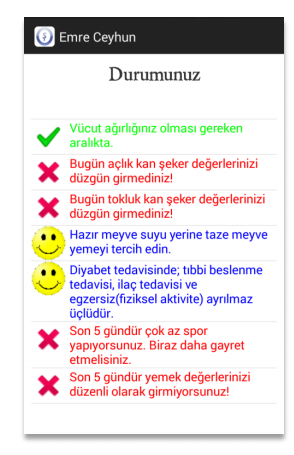 Emre Ceyhun
Durumunuz
Vücut ağırlığınız olması gereken
aralıkta.
Bugün açlık kan şeker değerlerinizi
düzgün girmediniz!
Bugün tokluk kan şeker değerlerinizi
düzgün girmediniz!
Hazır meyve suyu yerine taze meyve
yemeyi tercih edin.
Diyabet tedavisinde; tıbbi beslenme
tedavisi, ilaç tedavisi ve
egzersiz(fiziksel aktivite) ayrılmaz
üçlüdür.
Son 5 gündür çok az spor
yapıyorsunuz. Biraz daha gayret
etmelisiniz.
Son 5 gündür yemek değerlerinizi
düzenli olarak girmiyorsunuz!